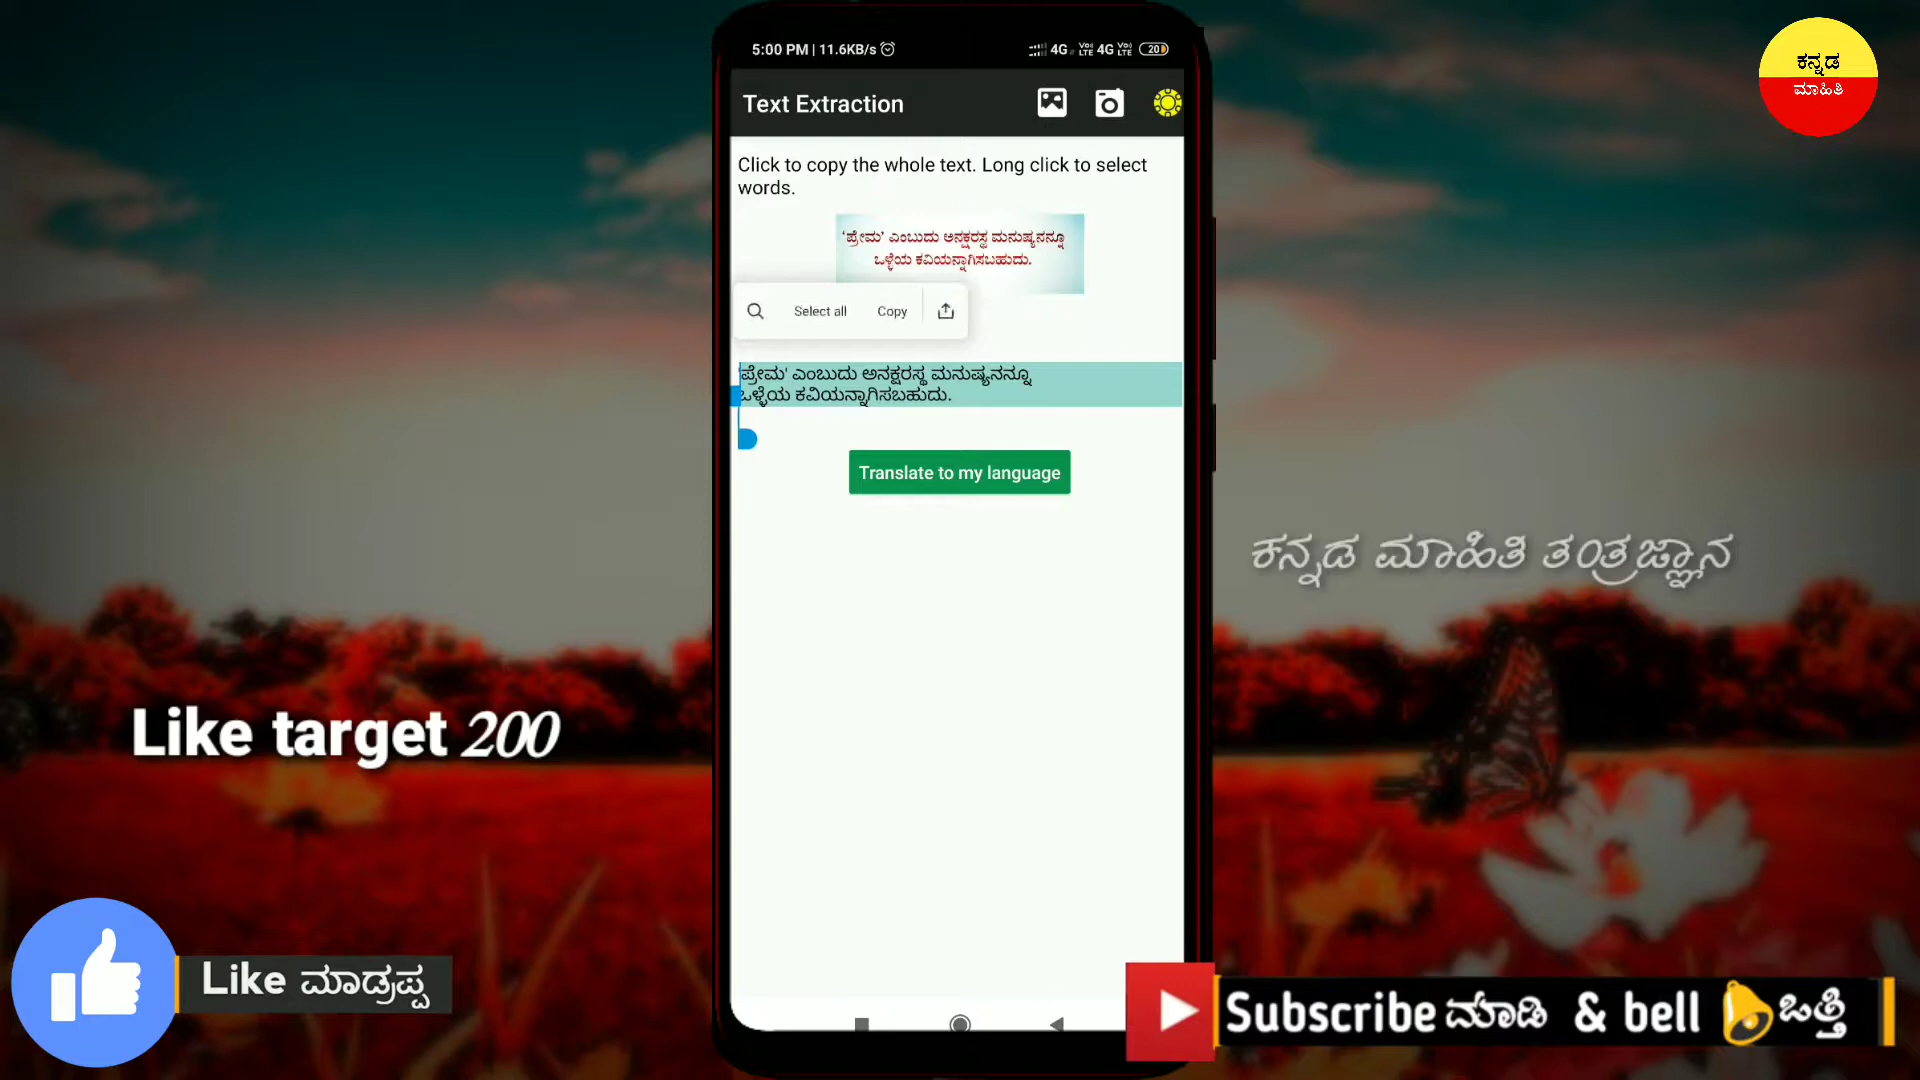 5:00 PM | 11.6KB/s
4G 4G 20
ಕನ್ನಡ
ಮಾಹಿತಿ
Text Extraction
Click to copy the whole text. Long click to select
words.
‘ಪ್ರೇಮ’ ಎಂಬುದು ಅನಕ್ಷರಸ್ಥ ಮನುಷ್ಯನನ್ನೂ
ಒಳ್ಳೆಯ ಕವಿಯನ್ನಾಗಿಸಬಹುದು.
Select all Copy
'ಪ್ರೇಮ' ಎಂಬುದು ಅನಕ್ಷರಸ್ಥ ಮನುಷ್ಯನನ್ನೂ
ಒಳ್ಳೆಯ ಕವಿಯನ್ನಾಗಿಸಬಹುದು.
Translate to my language
ಕನ್ನಡ ಮಾಹಿತಿ ತಂತ್ರಜ್ಞಾನ
Like target 200
Like ಮಾಡ್ರಪ್ಪ
Subscribe ಮಾಡಿ & bell ಒತ್ತಿ